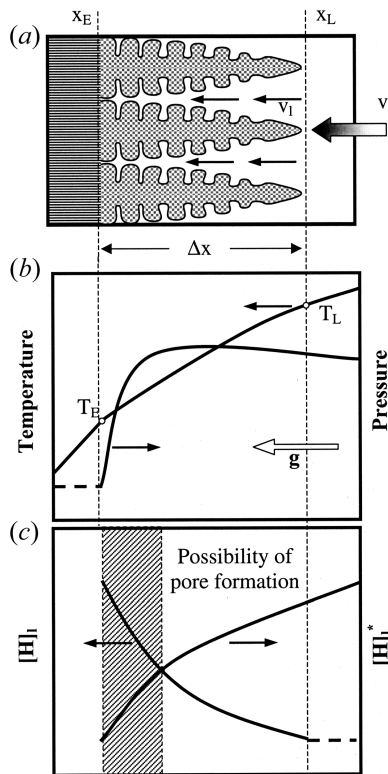 x_E x_L
(a)
v_l
v
Δx
(b)
Temperature
T_L
T_E
g
Pressure
(c)
Possibility of
pore formation
[H]_l
[H]_l^*